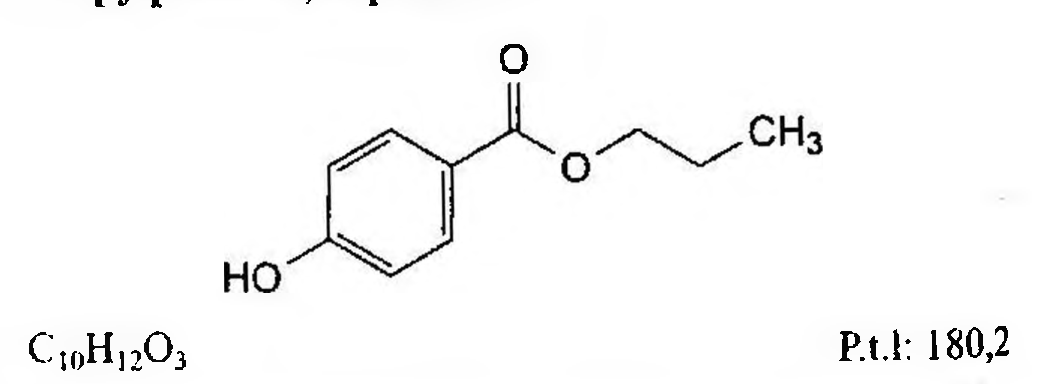 O
CH₃
O
HO
C₁₀H₁₂O₃
P.t.l: 180,2